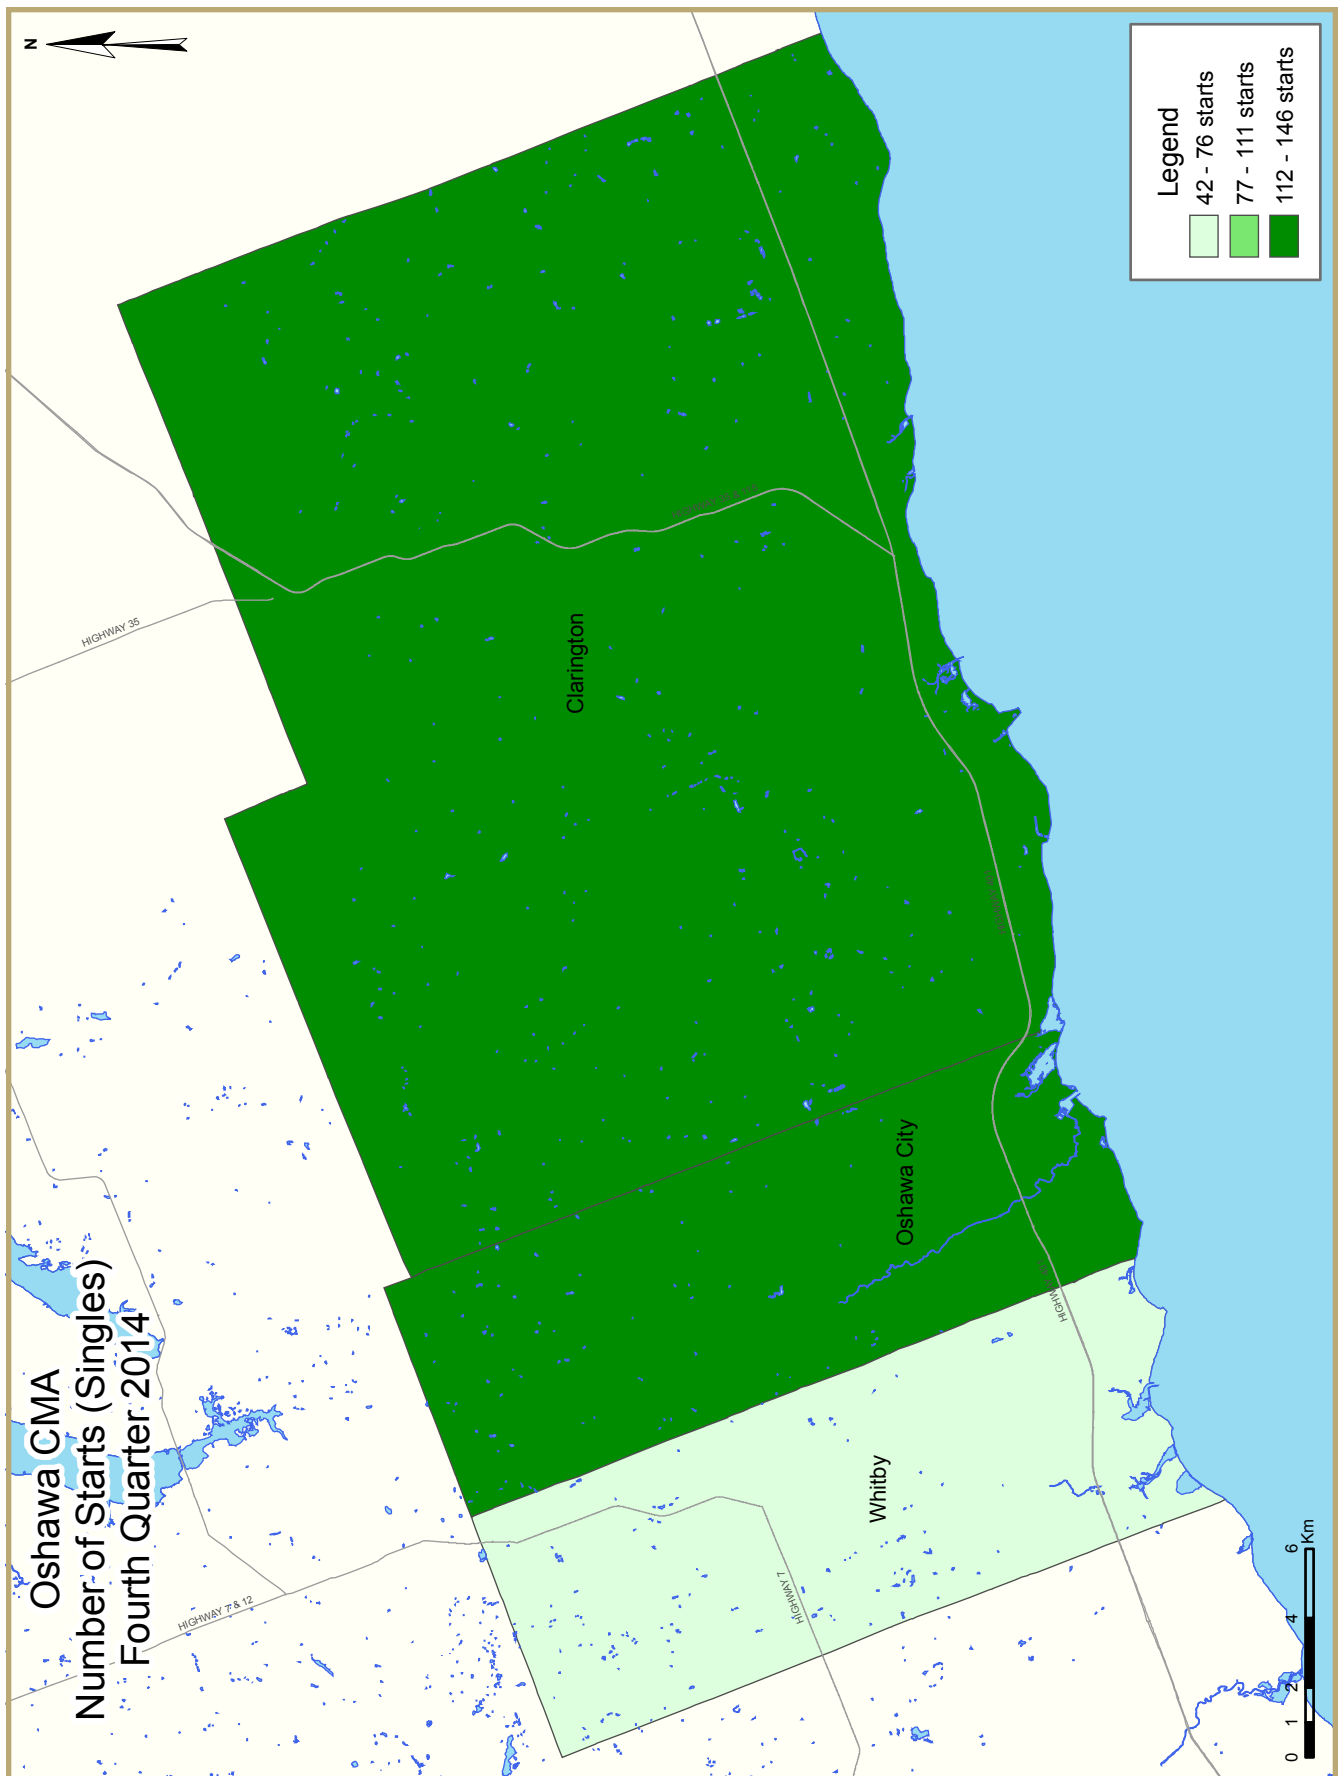 Oshawa CMA
Number of Starts (Singles)
Fourth Quarter 2014
N
HIGHWAY 35
HIGHWAY 7 & 12
Clarington
Oshawa City
Whitby
HIGHWAY 7
Legend
42 - 76 starts
77 - 111 starts
112 - 146 starts
0 1 2 4 6
Km